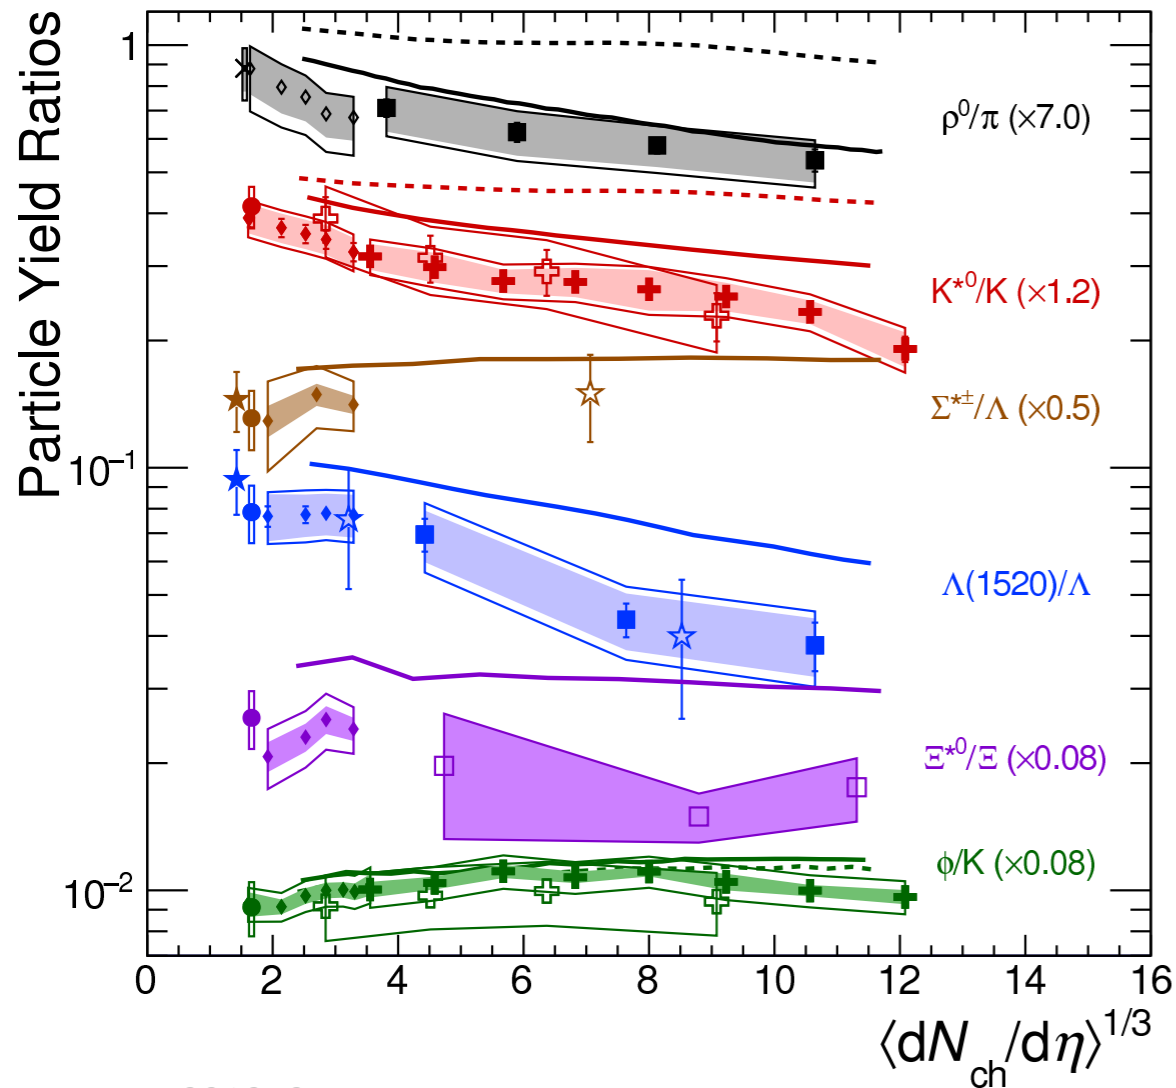 Particle Yield Ratios
1
10⁻¹
10⁻²
ρ⁰/π (×7.0)
K*⁰/K (×1.2)
Σ*±/Λ (×0.5)
Λ(1520)/Λ
Ξ*⁰/Ξ (×0.08)
ϕ/K (×0.08)
0 2 4 6 8 10 12 14 16
⟨dN_ch/dη⟩^1/3